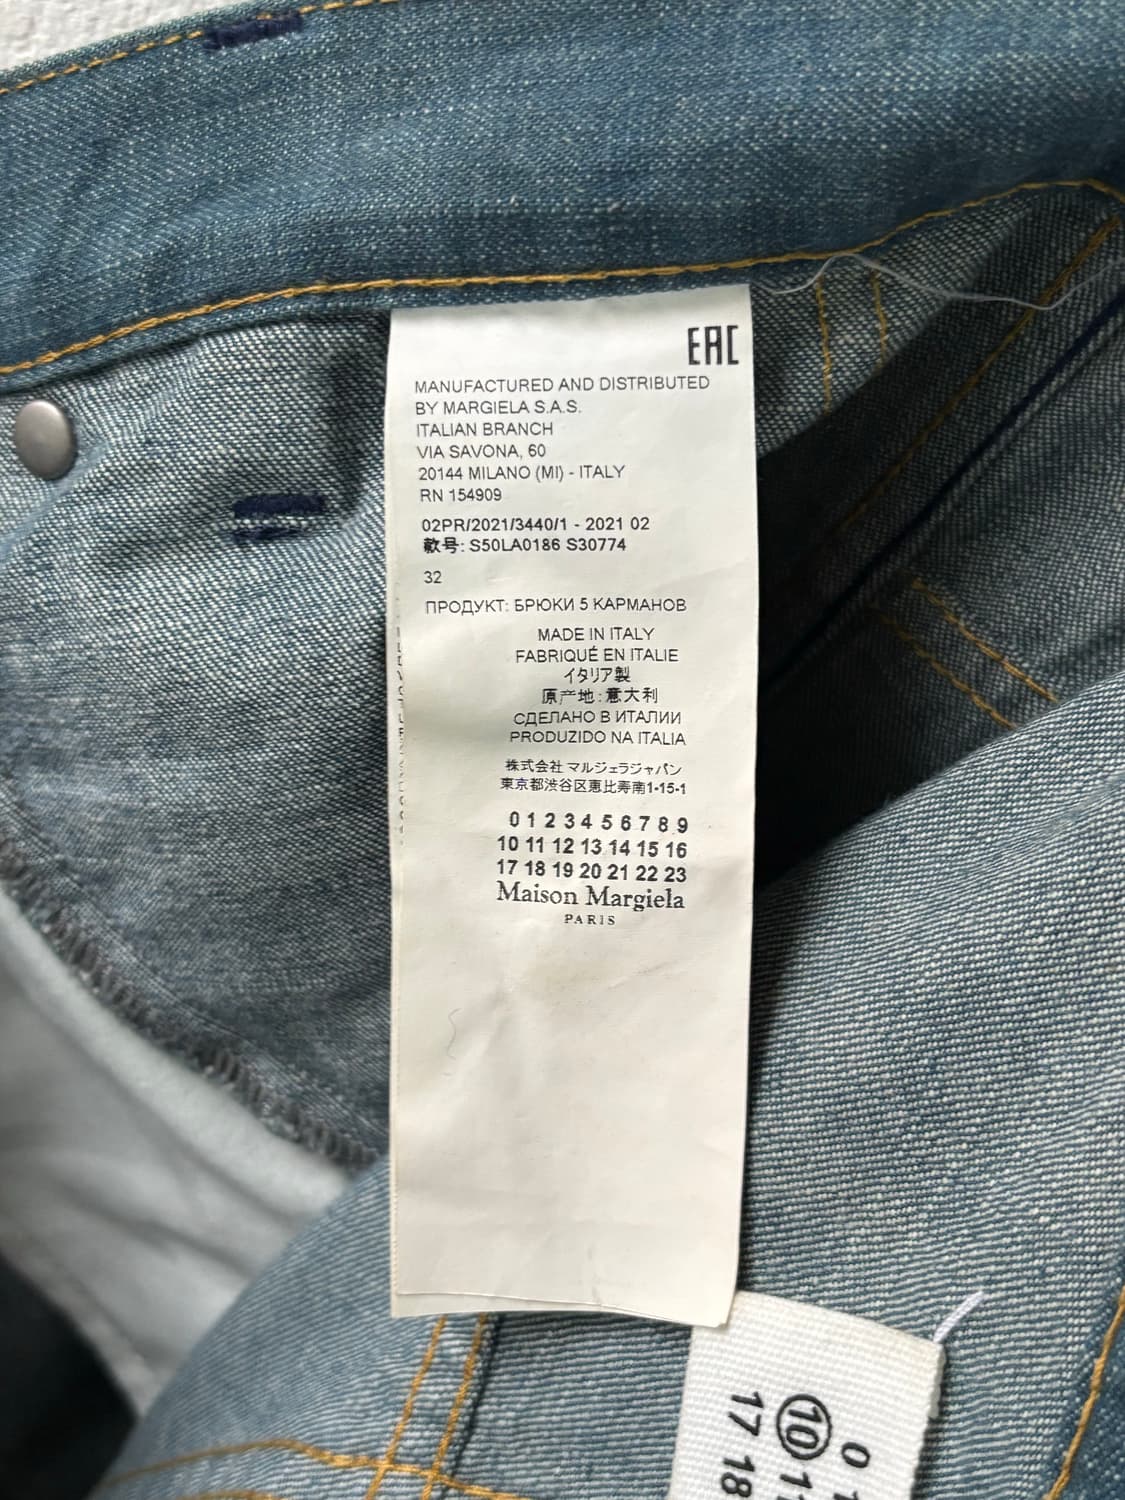 EAC
MANUFACTURED AND DISTRIBUTED
BY MARGIELA S.A.S.
ITALIAN BRANCH
VIA SAVONA, 60
20144 MILANO (MI) - ITALY
RN 154909
02PR/2021/3440/1 - 2021 02
款号: S50LA0186 S30774
32
ПРОДУКТ: БРЮКИ 5 КАРМАНОВ
MADE IN ITALY
FABRIQUÉ EN ITALIE
イタリア製
原产地:意大利
СДЕЛАНО В ИТАЛИИ
PRODUZIDO NA ITALIA
株式会社 マルジェラジャパン
東京都渋谷区恵比寿南1-15-1
0 1 2 3 4 5 6 7 8 9
10 11 12 13 14 15 16
17 18 19 20 21 22 23
Maison Margiela
PARIS
0 1
10 11
17 18